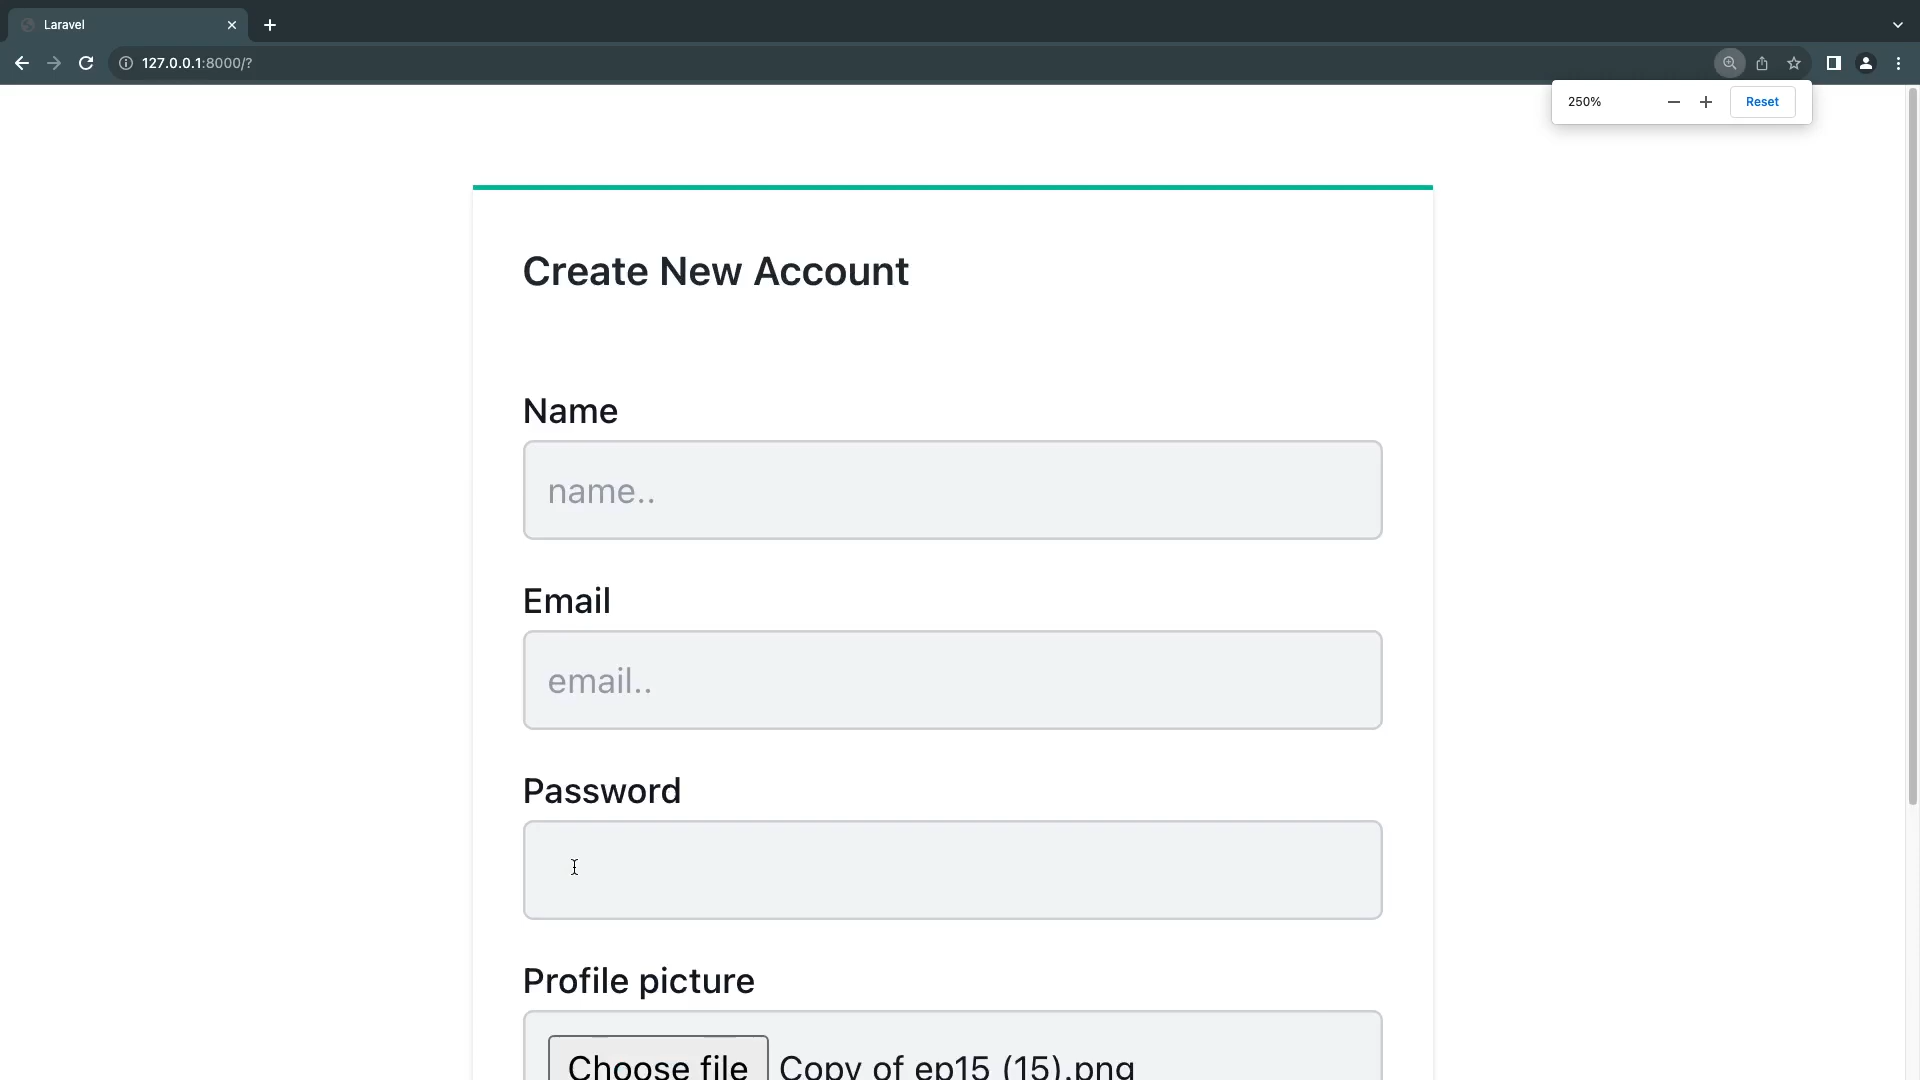 Laravel
127.0.0.1:8000/?
250%
Reset
Create New Account
Name
name..
Email
email..
Password
Profile picture
Choose file Copy of ep15 (15).png